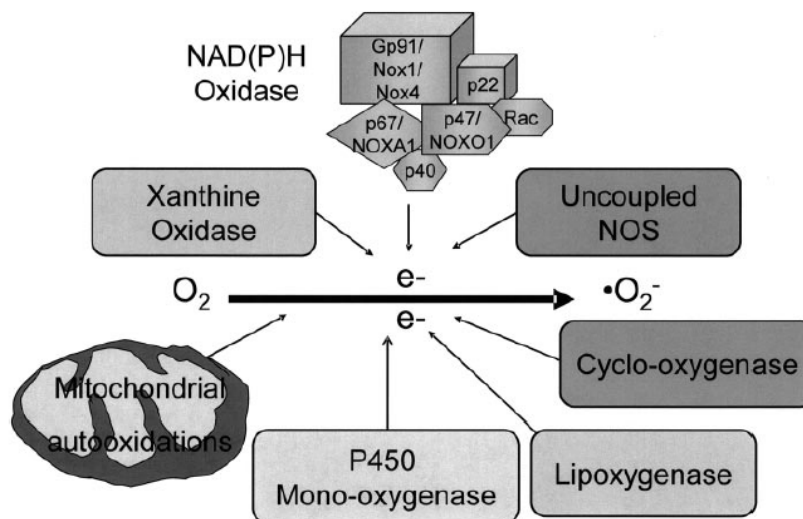 NAD(P)H
Oxidase
Gp91/
Nox1/
Nox4
p22
p67/
NOXA1
p47/
NOXO1
Rac
p40
Xanthine
Oxidase
Uncoupled
NOS
e-
O₂
•O₂⁻
e-
Mitochondrial
autooxidations
Cyclo-oxygenase
P450
Mono-oxygenase
Lipoxygenase